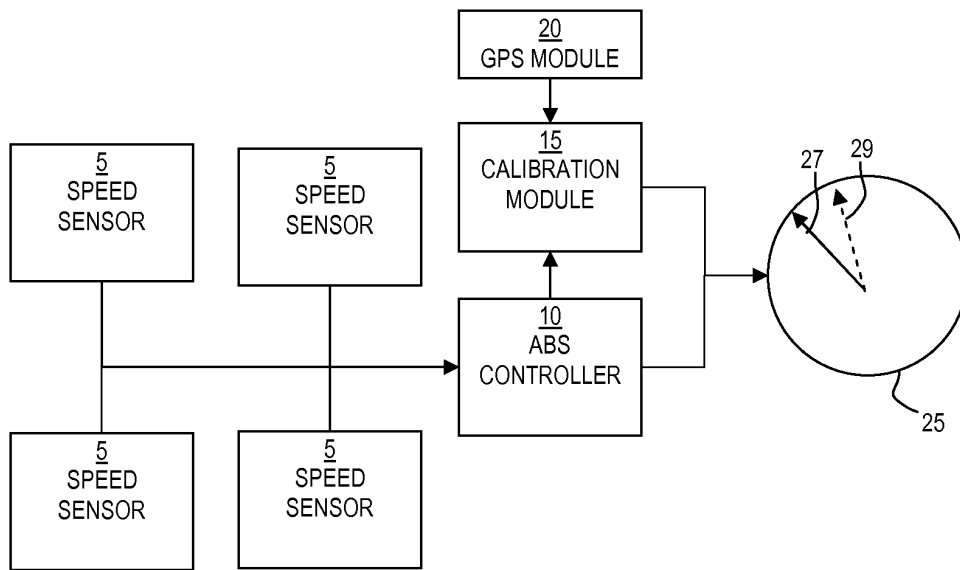 20
GPS MODULE
5
SPEED
SENSOR
5
SPEED
SENSOR
15
CALIBRATION
MODULE
27
29
10
ABS
CONTROLLER
25
5
SPEED
SENSOR
5
SPEED
SENSOR